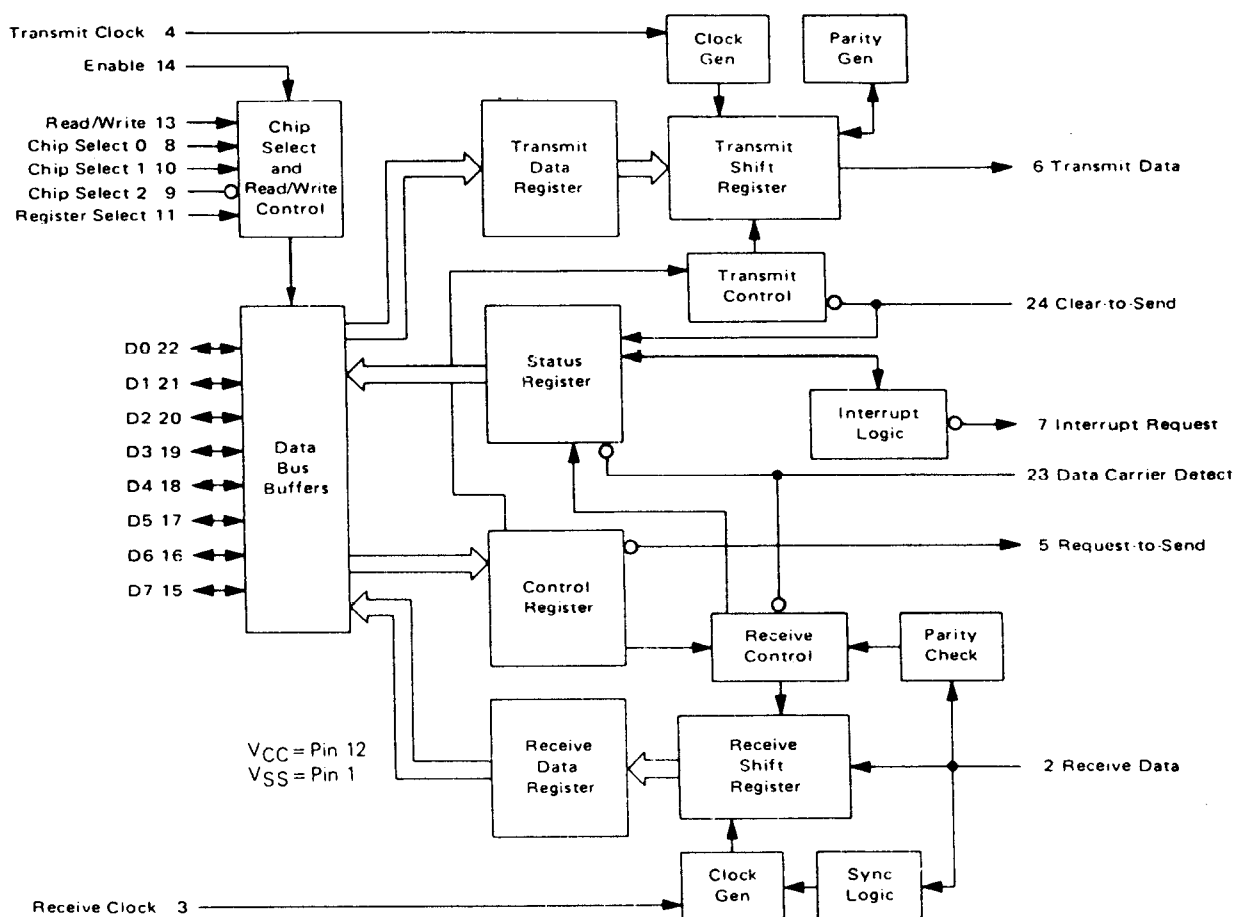 Transmit Clock 4
Clock
Gen
Parity
Gen
Enable 14
Read/Write 13
Chip Select 0 8
Chip Select 1 10
Chip Select 2 9
Register Select 11
Chip
Select
and
Read/Write
Control
Transmit
Data
Register
Transmit
Shift
Register
6 Transmit Data
Transmit
Control
24 Clear-to-Send
D0 22
D1 21
D2 20
D3 19
D4 18
D5 17
D6 16
D7 15
Data
Bus
Buffers
Status
Register
Interrupt
Logic
7 Interrupt Request
23 Data Carrier Detect
5 Request-to-Send
Control
Register
Receive
Control
Parity
Check
VCC = Pin 12
VSS = Pin 1
Receive
Data
Register
Receive
Shift
Register
2 Receive Data
Clock
Gen
Sync
Logic
Receive Clock 3